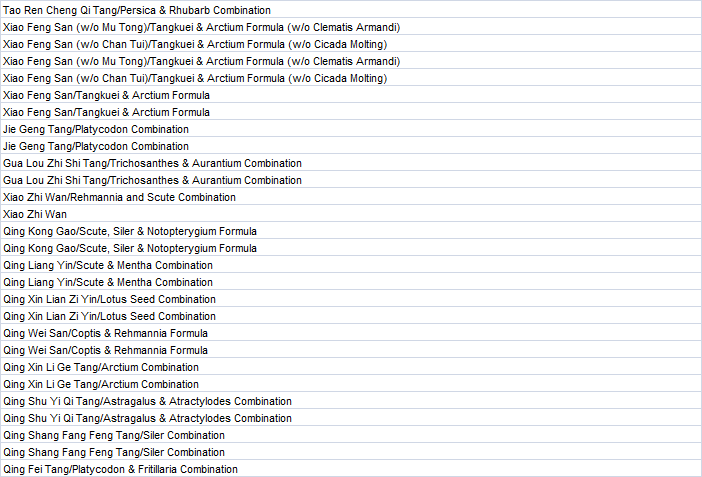 Tao Ren Cheng Qi Tang/Persica & Rhubarb Combination
Xiao Feng San (w/o Mu Tong)/Tangkuei & Arctium Formula (w/o Clematis Armandi)
Xiao Feng San (w/o Chan Tui)/Tangkuei & Arctium Formula (w/o Cicada Molting)
Xiao Feng San (w/o Mu Tong)/Tangkuei & Arctium Formula (w/o Clematis Armandi)
Xiao Feng San (w/o Chan Tui)/Tangkuei & Arctium Formula (w/o Cicada Molting)
Xiao Feng San/Tangkuei & Arctium Formula
Xiao Feng San/Tangkuei & Arctium Formula
Jie Geng Tang/Platycodon Combination
Jie Geng Tang/Platycodon Combination
Gua Lou Zhi Shi Tang/Trichosanthes & Aurantium Combination
Gua Lou Zhi Shi Tang/Trichosanthes & Aurantium Combination
Xiao Zhi Wan/Rehmannia and Scute Combination
Xiao Zhi Wan
Qing Kong Gao/Scute, Siler & Notopterygium Formula
Qing Kong Gao/Scute, Siler & Notopterygium Formula
Qing Liang Yin/Scute & Mentha Combination
Qing Liang Yin/Scute & Mentha Combination
Qing Xin Lian Zi Yin/Lotus Seed Combination
Qing Xin Lian Zi Yin/Lotus Seed Combination
Qing Wei San/Coptis & Rehmannia Formula
Qing Wei San/Coptis & Rehmannia Formula
Qing Xin Li Ge Tang/Arctium Combination
Qing Xin Li Ge Tang/Arctium Combination
Qing Shu Yi Qi Tang/Astragalus & Atractylodes Combination
Qing Shu Yi Qi Tang/Astragalus & Atractylodes Combination
Qing Shang Fang Feng Tang/Siler Combination
Qing Shang Fang Feng Tang/Siler Combination
Qing Fei Tang/Platycodon & Fritillaria Combination